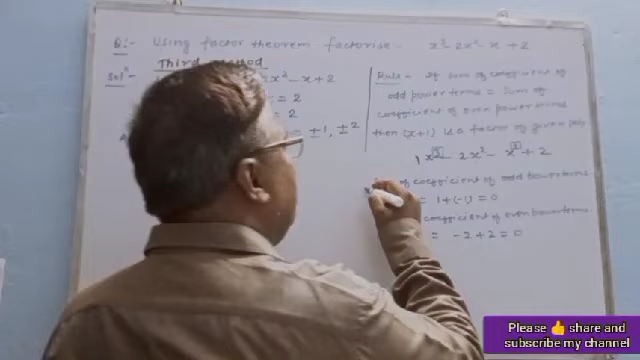 Q:- Using factor theorem factorise - x³ - 2x² - x + 2
Third Method
Solⁿ x² - x + 2
= 2
= 2
= ±1, ±2
Rule - If sum of coefficient of
odd power terms = sum of
coefficient of even power terms
then (x+1) is a factor of given poly
1x³ - 2x² - x + 2
of coefficient of odd power terms
= 1 + (-1) = 0
coefficient of even power terms
= -2 + 2 = 0
Please 👍 share and
subscribe my channel